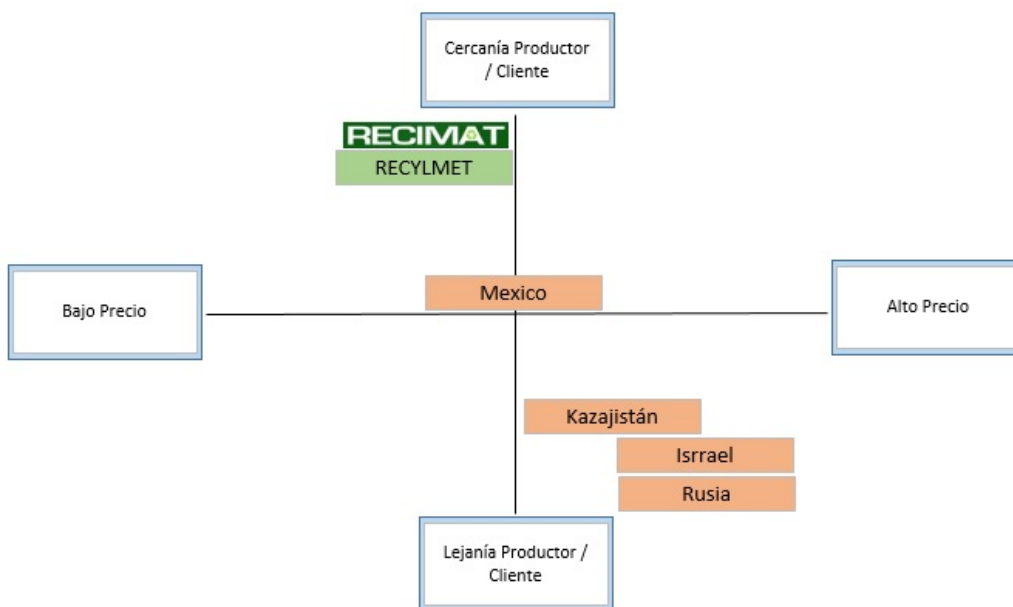 Cercanía Productor
/ Cliente
RECIMAT
RECYLMET
Mexico
Bajo Precio
Alto Precio
Kazajistán
Isrrael
Rusia
Lejanía Productor /
Cliente